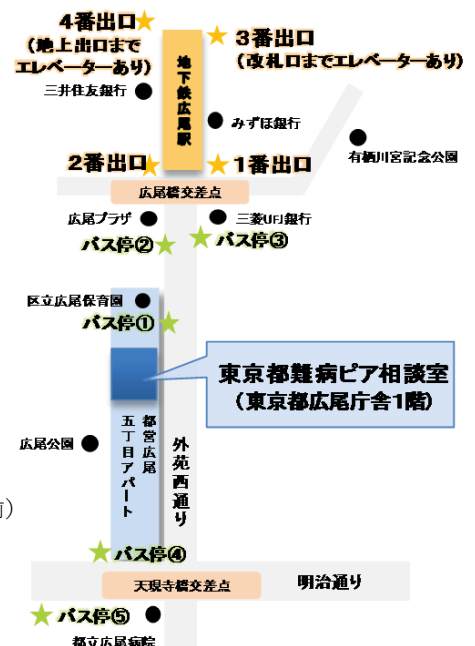 4番出口
(地上出口まで
エレベーターあり)
3番出口
(改札口までエレベーターあり)
地下鉄広尾駅
三井住友銀行
みずほ銀行
有栖川宮記念公園
2番出口
1番出口
広尾橋交差点
広尾プラザ
三菱UFJ銀行
バス停②
バス停③
区立広尾保育園
バス停①
東京都難病ピア相談室
(東京都広尾庁舎1階)
広尾公園
都営広尾
五丁目アパート
外苑西通り
前)
バス停④
天現寺橋交差点
明治通り
バス停⑤
都立広尾病院